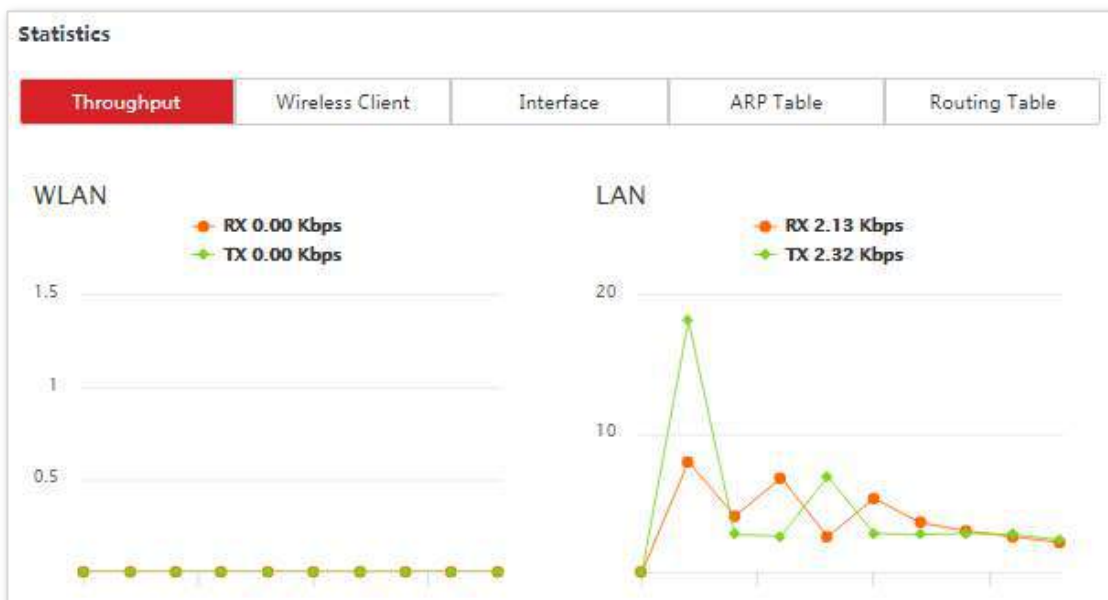 Statistics
Throughput
Wireless Client
Interface
ARP Table
Routing Table
WLAN
RX 0.00 Kbps
TX 0.00 Kbps
1.5
1
0.5
LAN
RX 2.13 Kbps
TX 2.32 Kbps
20
10